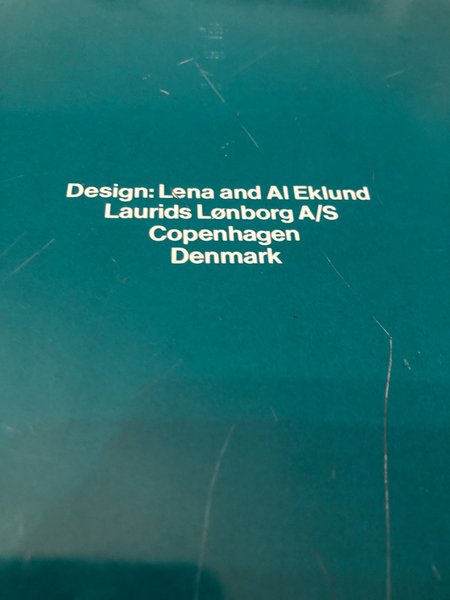 Design: Lena and Al Eklund
Laurids Lønborg A/S
Copenhagen
Denmark